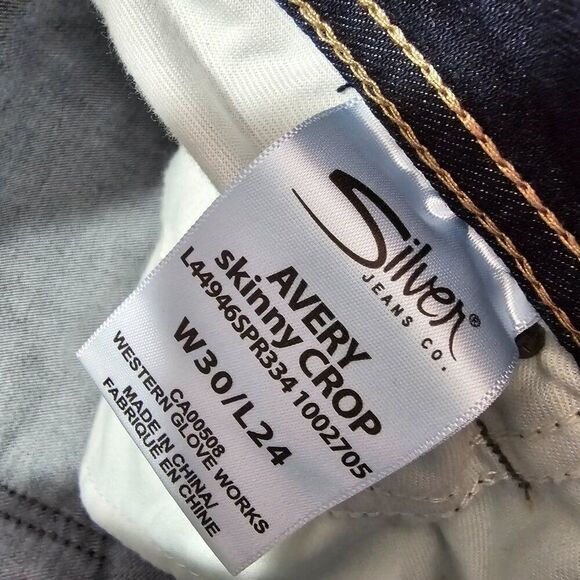 Silver®
JEANS CO.
AVERY
skinny CROP
L44946SPR334 1002705
W30/L24
CA00508
WESTERN GLOVE WORKS
MADE IN CHINA/
FABRIQUÉ EN CHINE